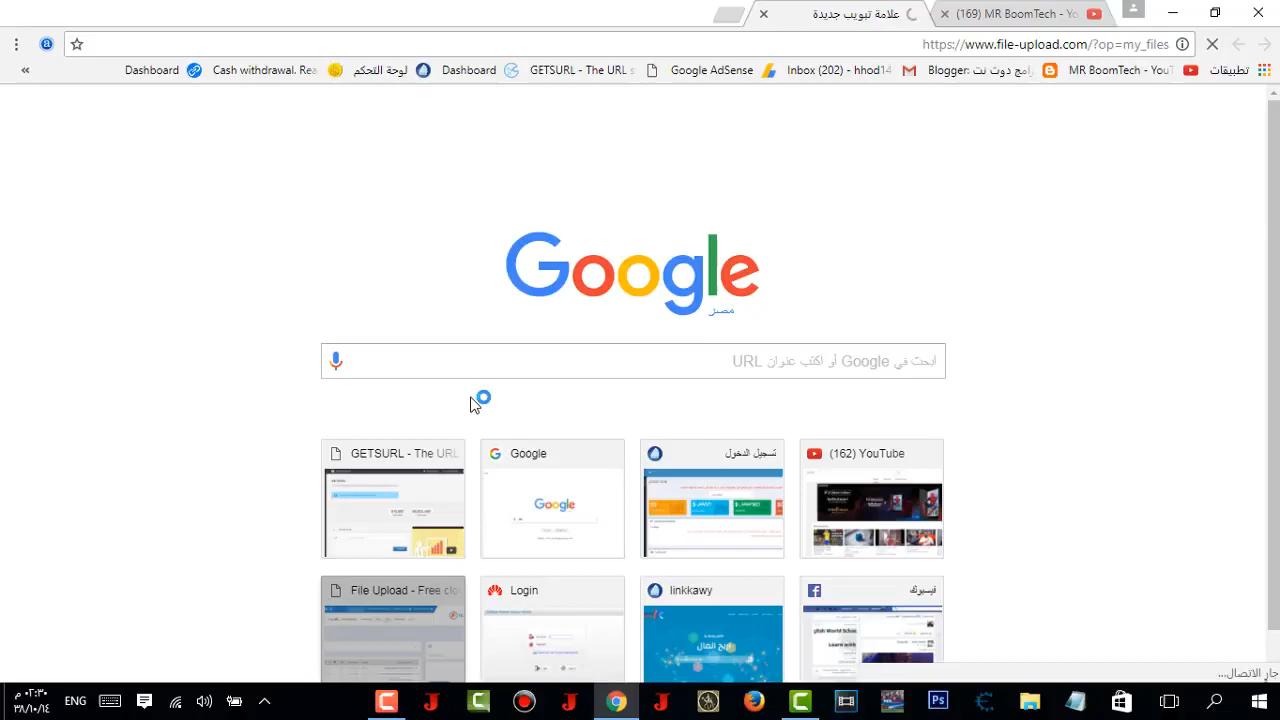 علامة تبويب جديدة
(169) MR BoomTech - Yo
https://www.file-upload.com/?op=my_files
تطبيقات
MR BoomTech - YouT
Blogger: رامج دوت نت
Inbox (202) - hhod14
Google AdSense
GETSURL - The URL s
Dashboard
لوحة التحكم
Cash withdrawal. Rea
Dashboard
Google
مصر
ابحث في Google أو اكتب عنوان URL
GETSURL - The URL
Google
تسجيل الدخول
(162) YouTube
File Upload - Free clo
Login
linkkawy
فيسبوك
جارٍ الاتصال...
ENG